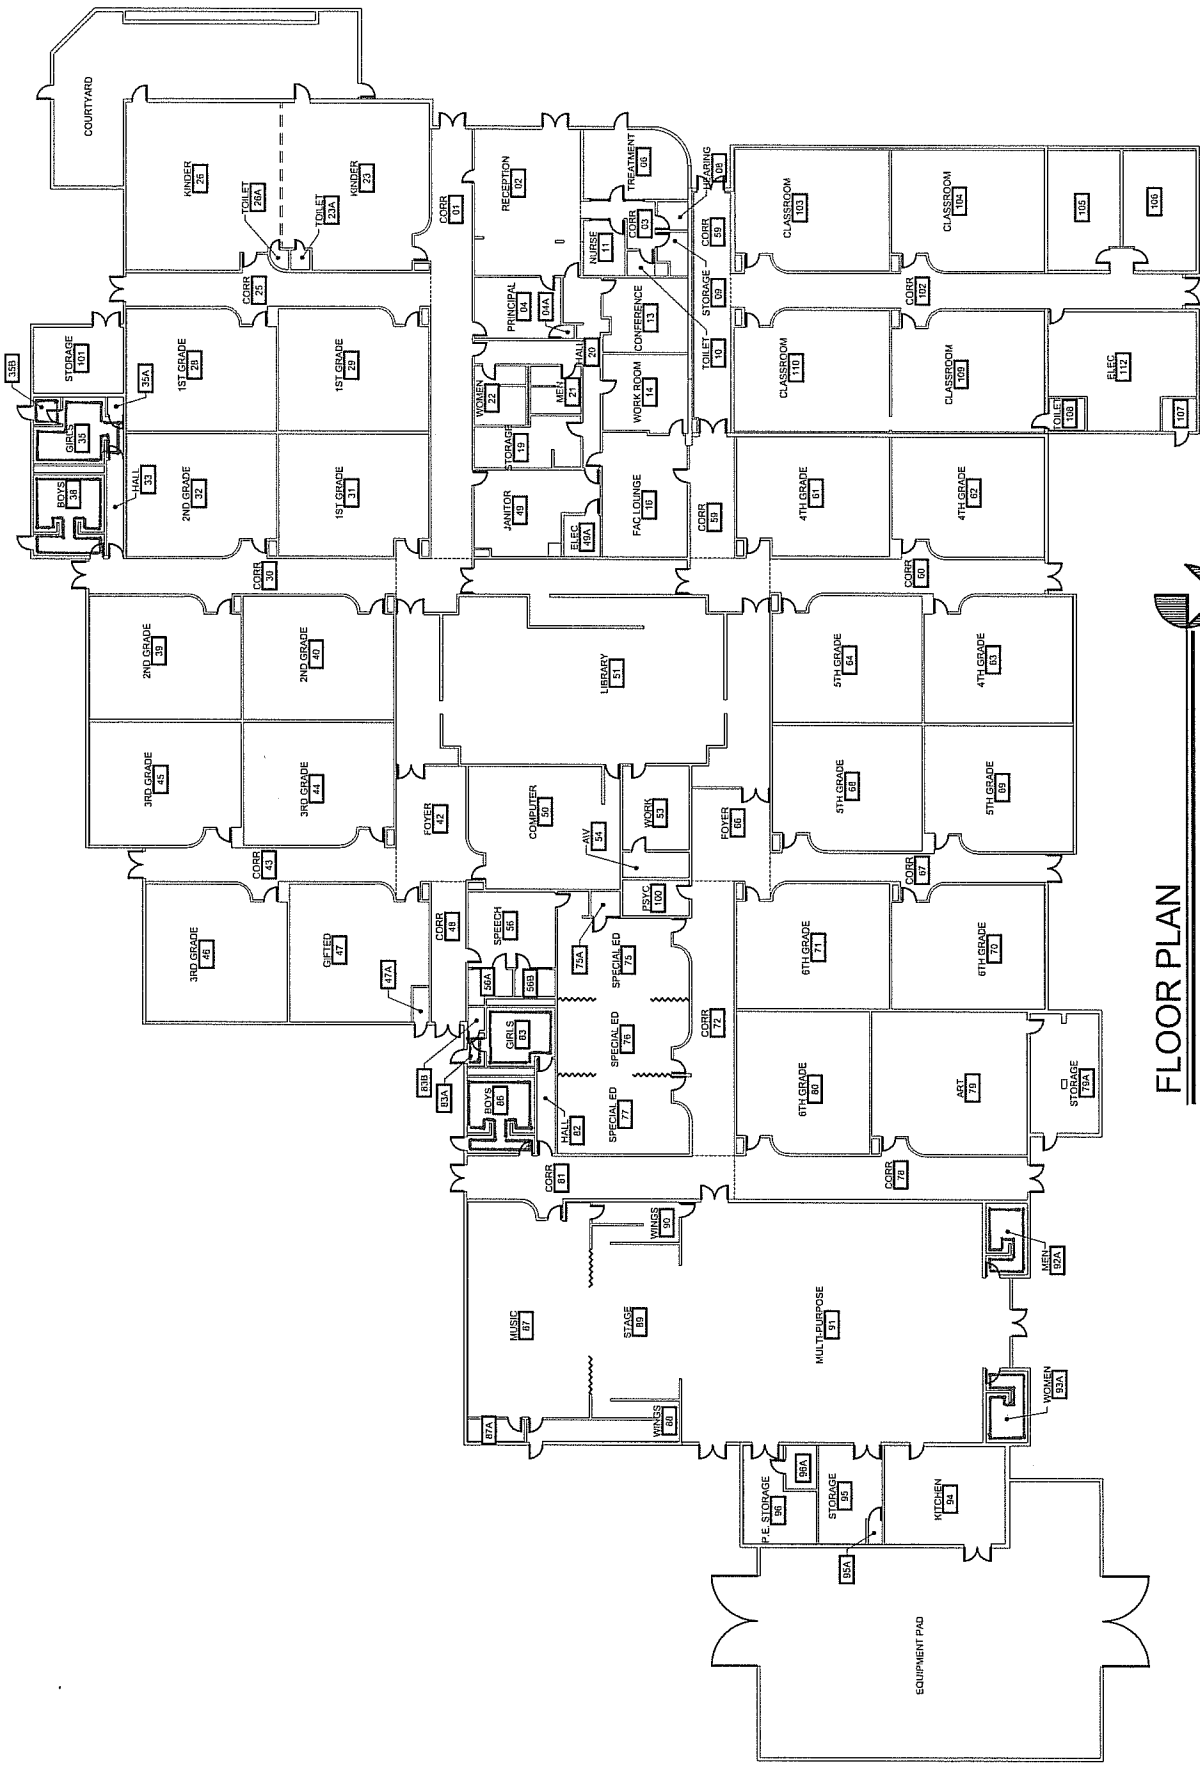 COURTYARD
KINDER
26
TOILET
26A
TOILET
23A
KINDER
23
CORR
25
CORR
01
RECEPTION
02
TREATMENT
06
HEARING
08
NURSE
11
CORR
03
STORAGE
09
TOILET
10
CORR
59
PRINCIPAL
04
04A
CONFERENCE
13
HALL
20
WORK ROOM
14
WOMEN
22
MEN
21
STORAGE
19
JANITOR
49
ELEC
49A
FAC LOUNGE
16
CORR
59
35B
STORAGE
101
35A
GIRLS
35
BOYS
38
HALL
33
1ST GRADE
28
1ST GRADE
29
2ND GRADE
32
1ST GRADE
31
CORR
30
CLASSROOM
103
CLASSROOM
104
105
106
CORR
102
CLASSROOM
110
CLASSROOM
109
ELEC
112
TOILET
108
107
4TH GRADE
61
4TH GRADE
62
CORR
60
2ND GRADE
39
2ND GRADE
40
3RD GRADE
45
3RD GRADE
44
LIBRARY
51
5TH GRADE
64
4TH GRADE
63
5TH GRADE
68
5TH GRADE
69
FOYER
42
COMPUTER
50
WORK
53
AW
54
FOYER
66
CORR
43
CORR
67
3RD GRADE
46
GIFTED
47
47A
CORR
48
SPEECH
56
56A
56B
75A
PSYC
100
SPECIAL ED
75
SPECIAL ED
76
SPECIAL ED
77
CORR
72
6TH GRADE
71
6TH GRADE
70
6TH GRADE
80
ART
79
STORAGE
79A
83B
83A
GIRLS
83
BOYS
86
HALL
82
CORR
81
CORR
78
MUSIC
87
87A
STAGE
89
WINGS
90
WINGS
88
MULTI-PURPOSE
91
MEN
92A
WOMEN
93A
P.E. STORAGE
96
96A
STORAGE
95
95A
KITCHEN
94
EQUIPMENT PAD
FLOOR PLAN